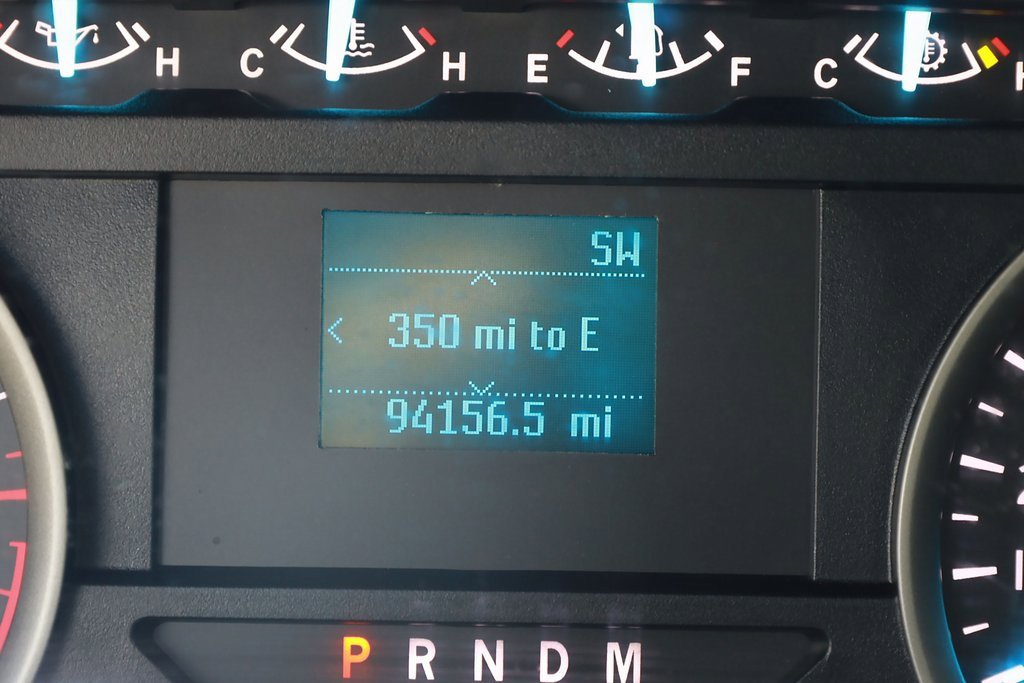 H C H E F C H
SW
350 mi to E
94156.5 mi
P R N D M